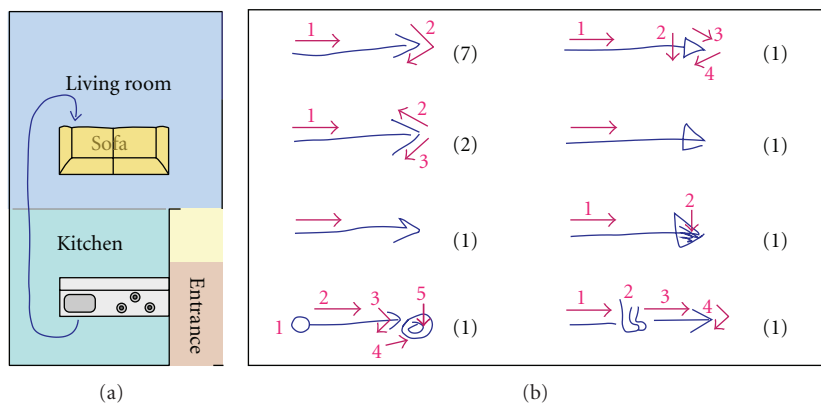 Living room
Sofa
Kitchen
Entrance
(a)
1 2 (7)
1 2 3 4 (1)
1 2 3 (2)
(1)
(1)
1 2 (1)
1 2 3 4 5 (1)
1 2 3 4 (1)
(b)